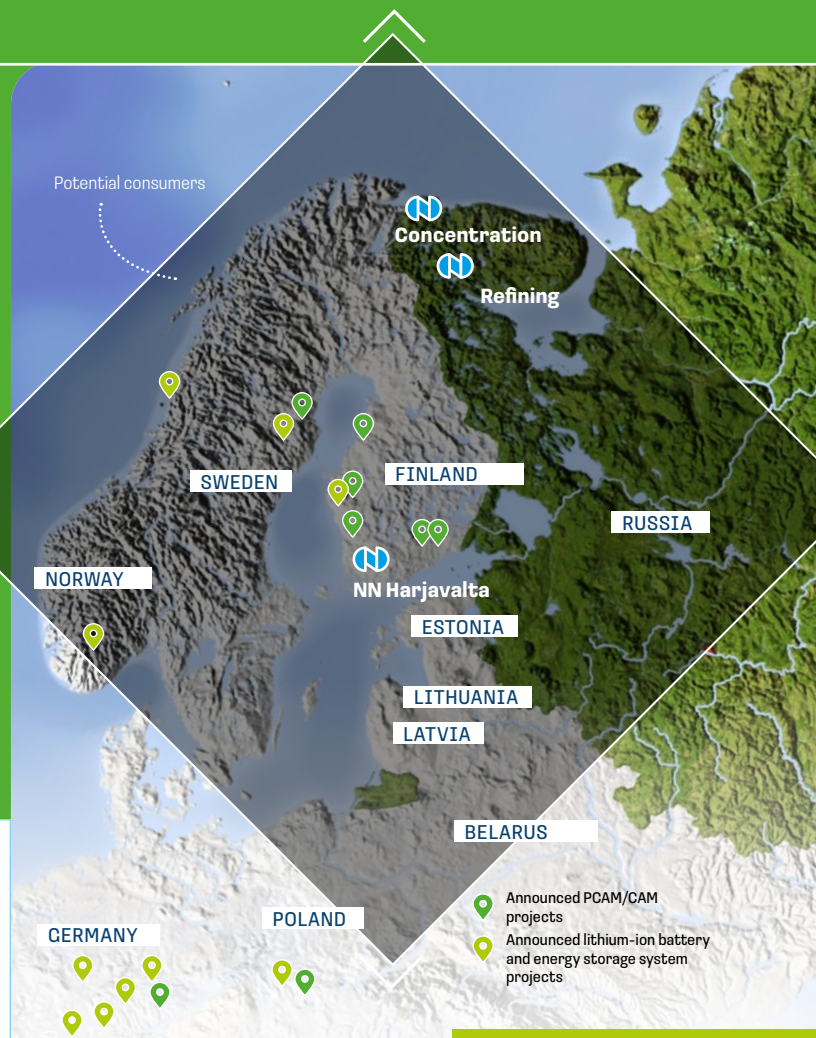 Potential consumers
Concentration
Refining
SWEDEN
FINLAND
RUSSIA
NORWAY
NN Harjavalta
ESTONIA
LITHUANIA
LATVIA
BELARUS
Announced PCAM/CAM
projects
POLAND
GERMANY
Announced lithium-ion battery
and energy storage system
projects